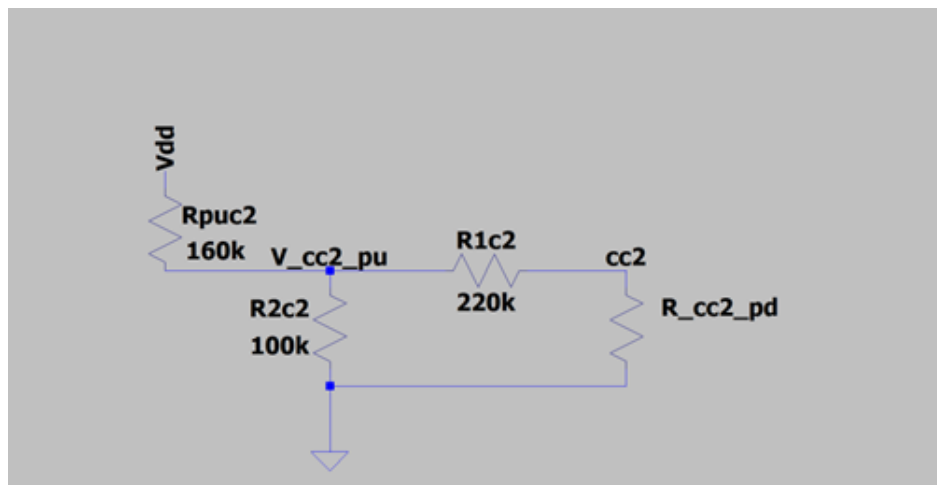 Vdd
Rpuc2
160k
V_cc2_pu
R1c2
220k
cc2
R2c2
100k
R_cc2_pd